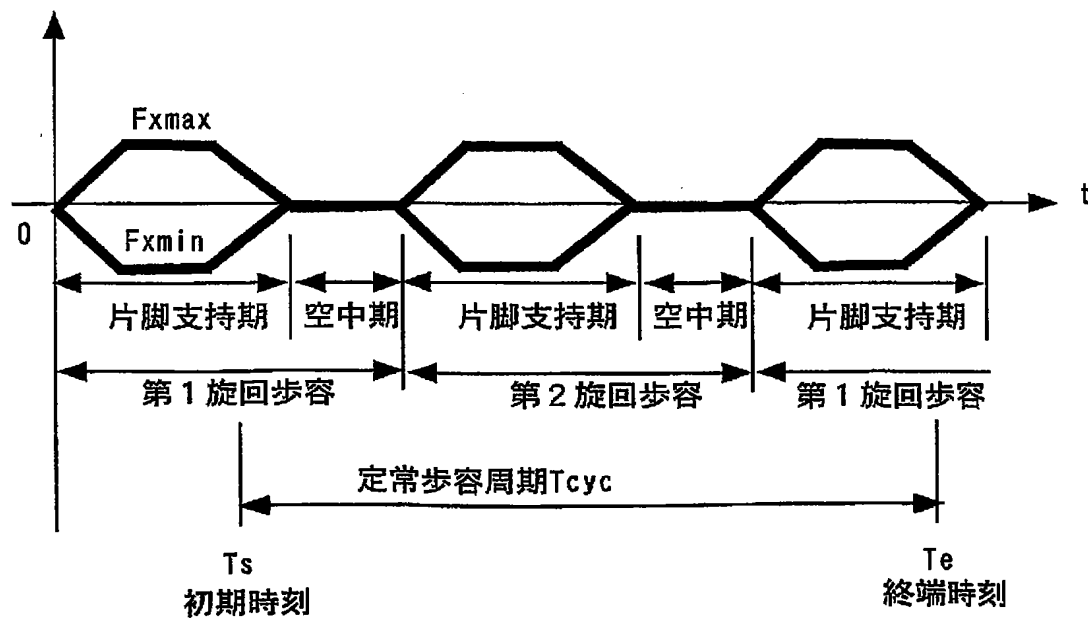 Fxmax
t
0
Fxmin
片脚支持期 空中期 片脚支持期 空中期 片脚支持期
第1旋回歩容 第2旋回歩容 第1旋回歩容
定常歩容周期Tcyc
Ts
初期時刻
Te
終端時刻